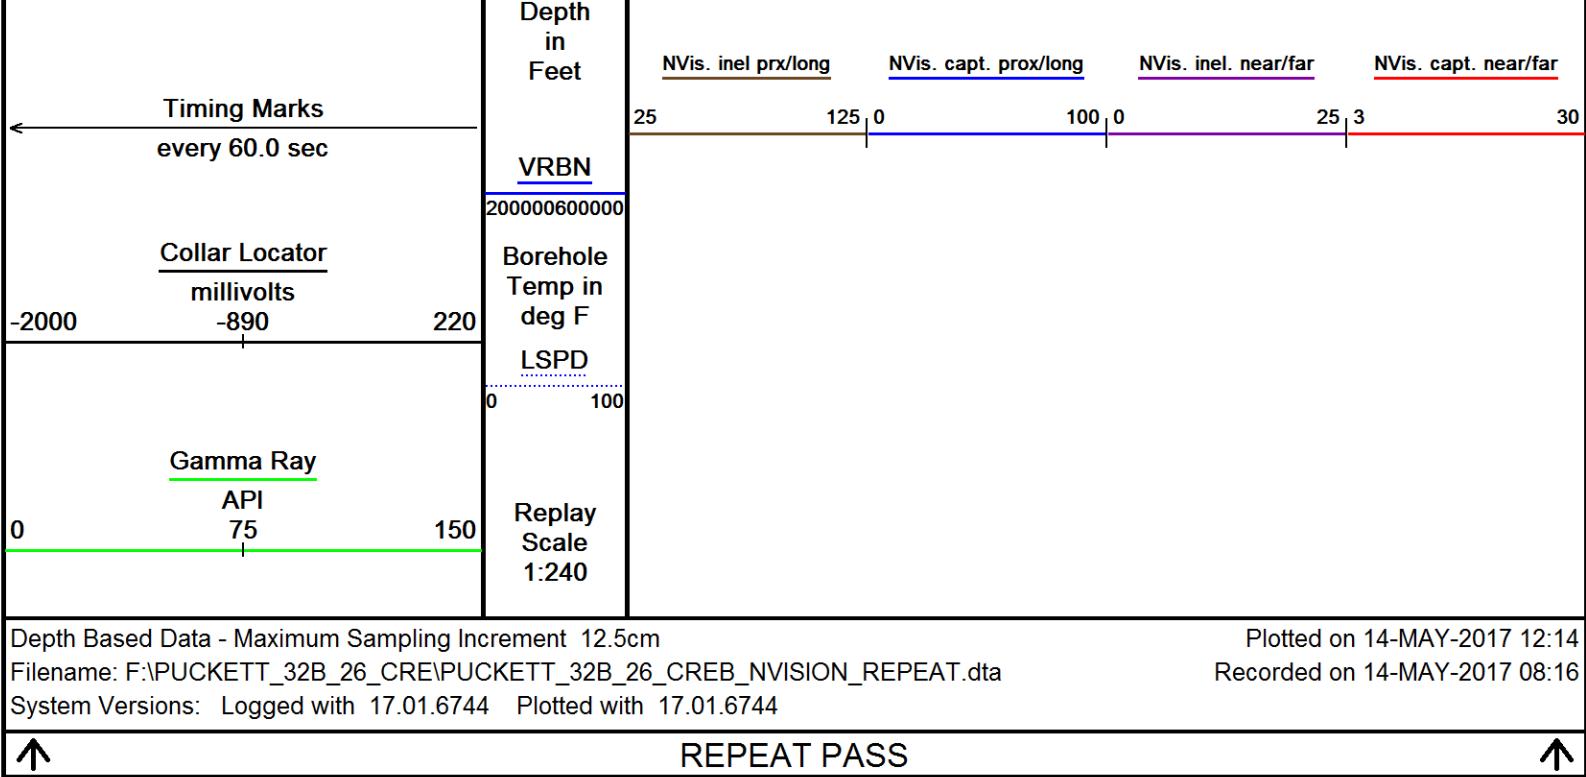 Timing Marks
every 60.0 sec
Collar Locator
millivolts
-2000 -890 220
Gamma Ray
API
0 75 150
Depth
in
Feet
VRBN
200000600000
Borehole
Temp in
deg F
LSPD
0 100
Replay
Scale
1:240
NVis. inel prx/long NVis. capt. prox/long NVis. inel. near/far NVis. capt. near/far
25 125 0 100 0 25 3 30
Depth Based Data - Maximum Sampling Increment 12.5cm Plotted on 14-MAY-2017 12:14
Filename: F:\PUCKETT_32B_26_CRE\PUCKETT_32B_26_CREB_NVISION_REPEAT.dta Recorded on 14-MAY-2017 08:16
System Versions: Logged with 17.01.6744 Plotted with 17.01.6744
REPEAT PASS